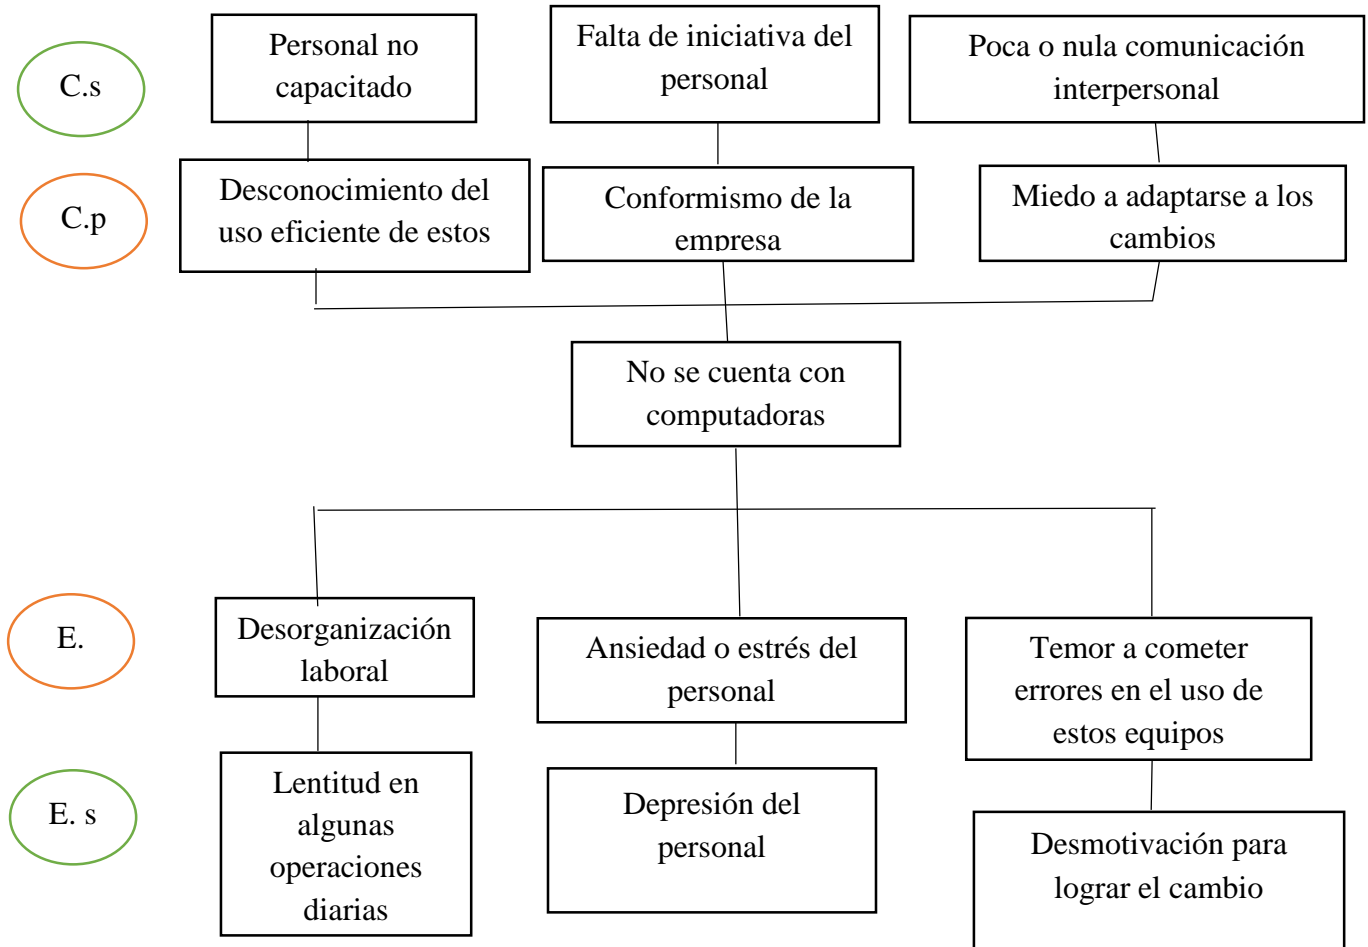 C.s
Personal no
capacitado
Falta de iniciativa del
personal
Poca o nula comunicación
interpersonal
C.p
Desconocimiento del
uso eficiente de estos
Conformismo de la
empresa
Miedo a adaptarse a los
cambios
No se cuenta con
computadoras
E.
Desorganización
laboral
Ansiedad o estrés del
personal
Temor a cometer
errores en el uso de
estos equipos
E. s
Lentitud en
algunas
operaciones
diarias
Depresión del
personal
Desmotivación para
lograr el cambio